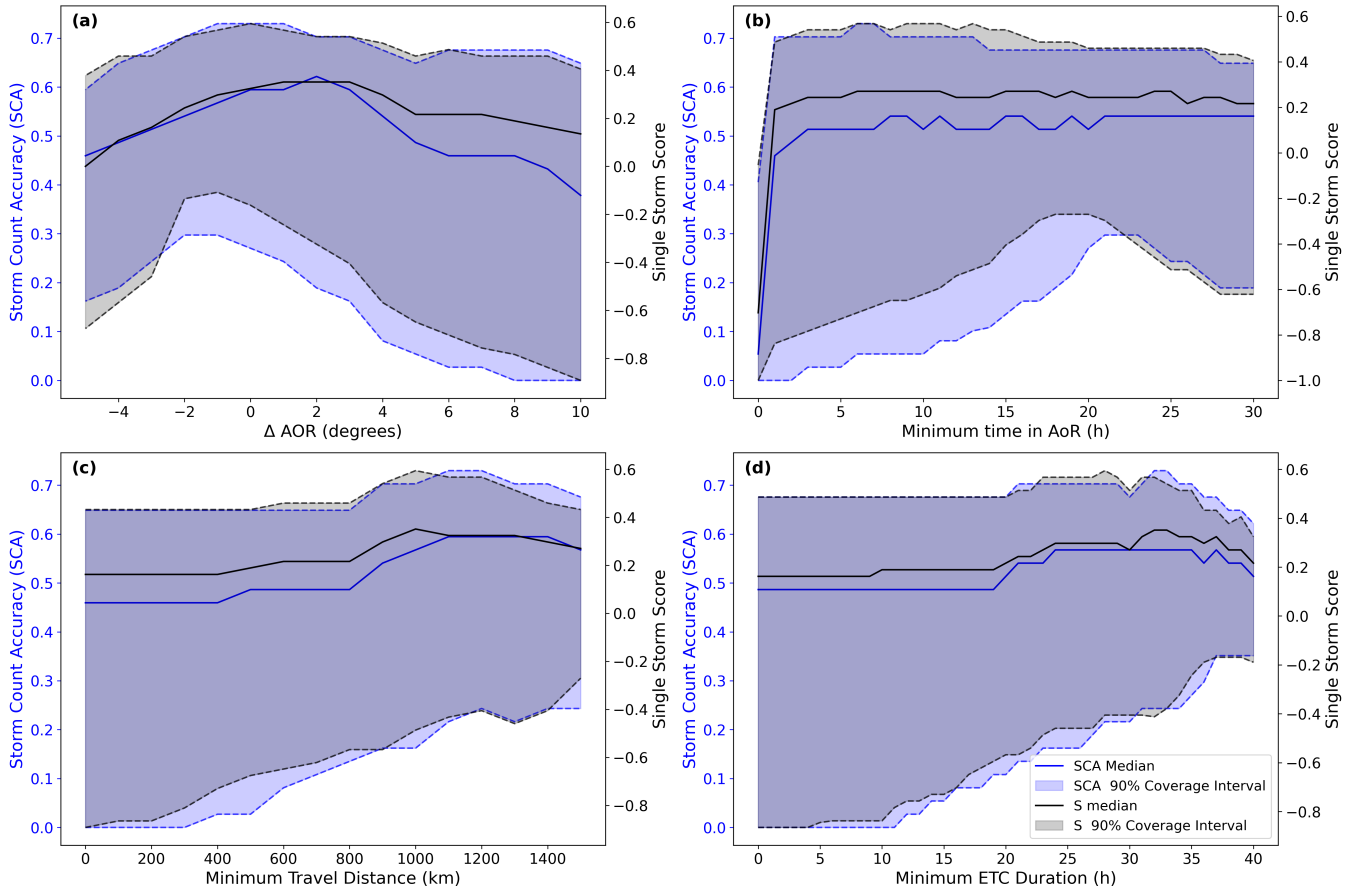 (a)
Storm Count Accuracy (SCA)
0.7
0.6
0.5
0.4
0.3
0.2
0.1
0.0
0.6
0.4
0.2
0.0
−0.2
−0.4
−0.6
−0.8
Single Storm Score
−4 −2 0 2 4 6 8 10
Δ AOR (degrees)
(b)
Storm Count Accuracy (SCA)
0.7
0.6
0.5
0.4
0.3
0.2
0.1
0.0
0.6
0.4
0.2
0.0
−0.2
−0.4
−0.6
−0.8
−1.0
Single Storm Score
0 5 10 15 20 25 30
Minimum time in AoR (h)
(c)
Storm Count Accuracy (SCA)
0.7
0.6
0.5
0.4
0.3
0.2
0.1
0.0
0.6
0.4
0.2
0.0
−0.2
−0.4
−0.6
−0.8
Single Storm Score
0 200 400 600 800 1000 1200 1400
Minimum Travel Distance (km)
(d)
Storm Count Accuracy (SCA)
0.7
0.6
0.5
0.4
0.3
0.2
0.1
0.0
0.6
0.4
0.2
0.0
−0.2
−0.4
−0.6
−0.8
Single Storm Score
SCA Median
SCA 90% Coverage Interval
S median
S 90% Coverage Interval
0 5 10 15 20 25 30 35 40
Minimum ETC Duration (h)